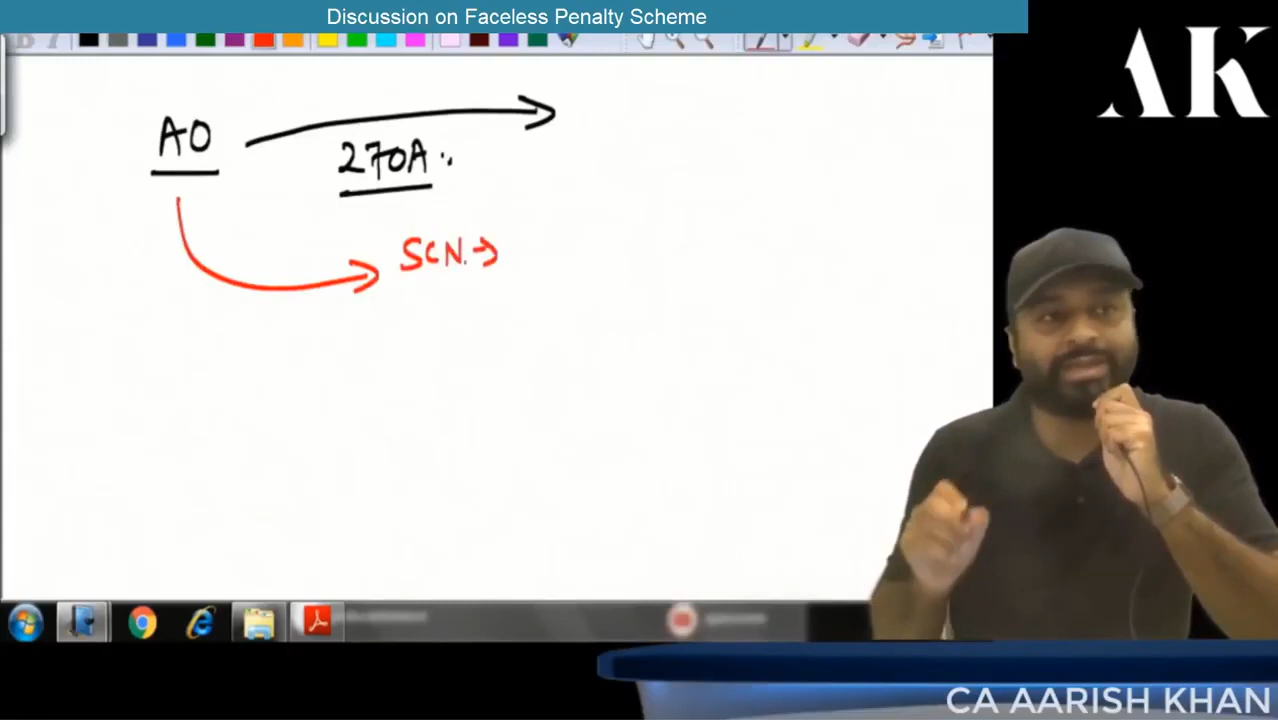 Discussion on Faceless Penalty Scheme
AK
AO
270A
SCN.
CA AARISH KHAN